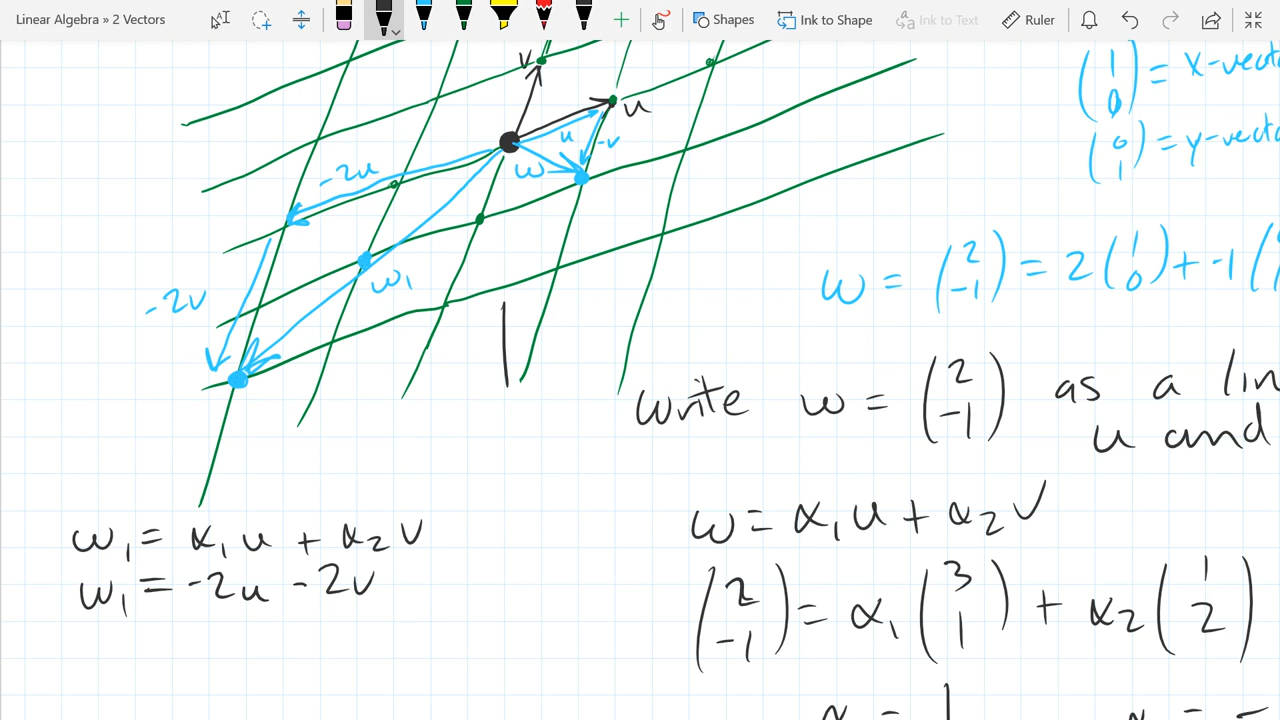 Linear Algebra » 2 Vectors
Shapes
Ink to Shape
Ink to Text
Ruler
v
u
u
-v
w
-2u
w₁
-2v
(1 0) = x-vect
(0 1) = y-vect
w = (2 -1) = 2(1 0) + -1(
write w = (2 -1) as a lin
u and
w = α₁u + α₂v
(2 -1) = α₁(3 1) + α₂(1 2)
w₁ = α₁u + α₂v
w₁ = -2u - 2v